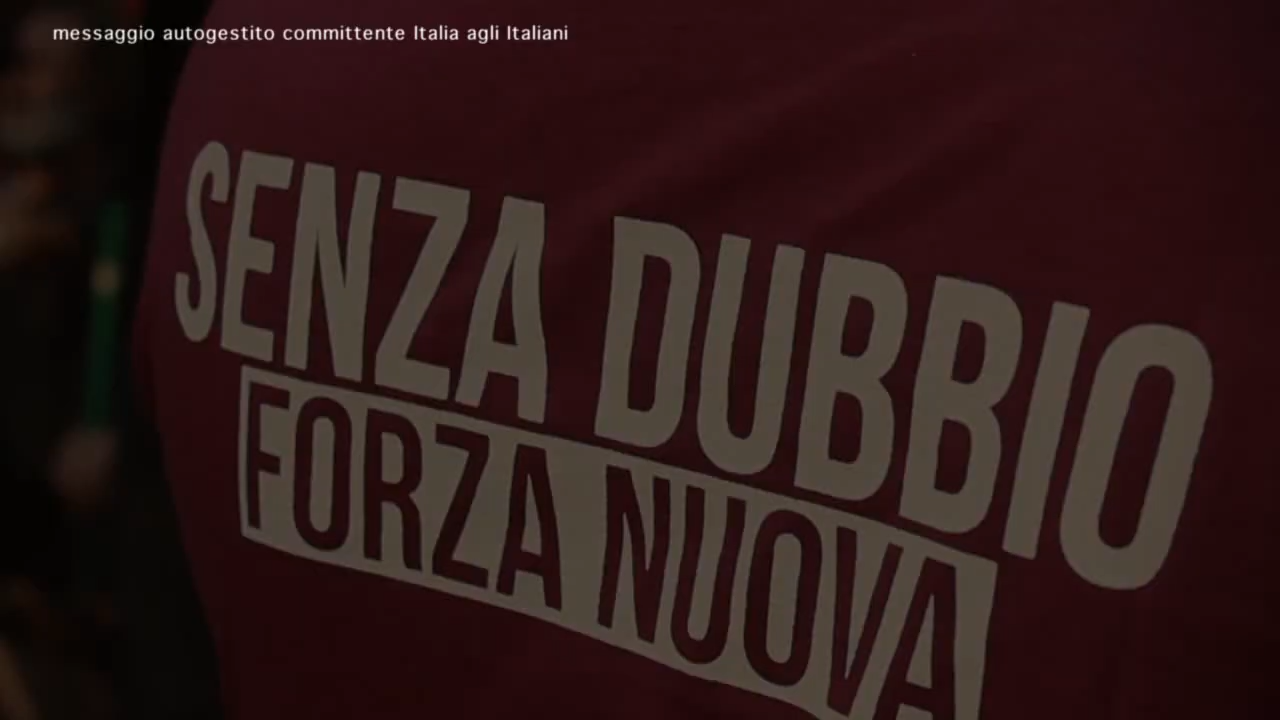 messaggio autogestito committente Italia agli Italiani
SENZA DUBBIO
FORZA NUOVA